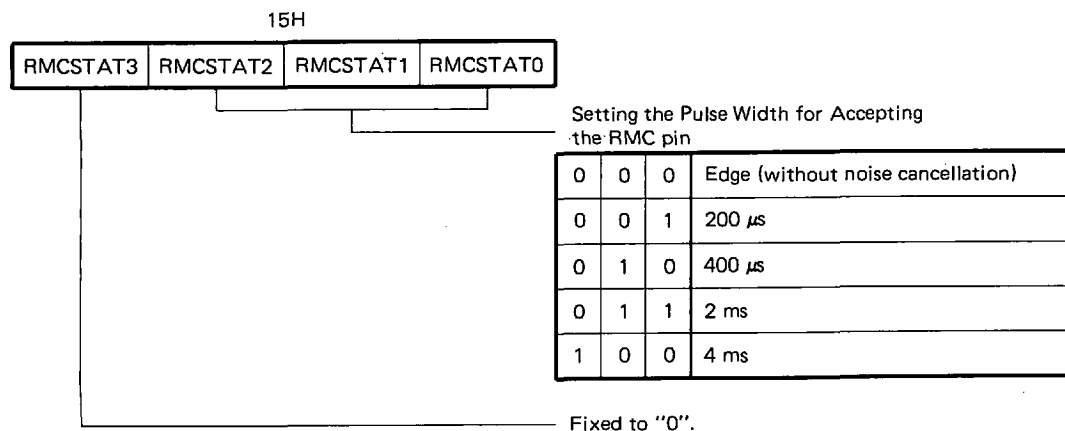 15H
RMCSTAT3 RMCSTAT2 RMCSTAT1 RMCSTAT0
Setting the Pulse Width for Accepting
the RMC pin
0 0 0 Edge (without noise cancellation)
0 0 1 200 μs
0 1 0 400 μs
0 1 1 2 ms
1 0 0 4 ms
Fixed to "0".